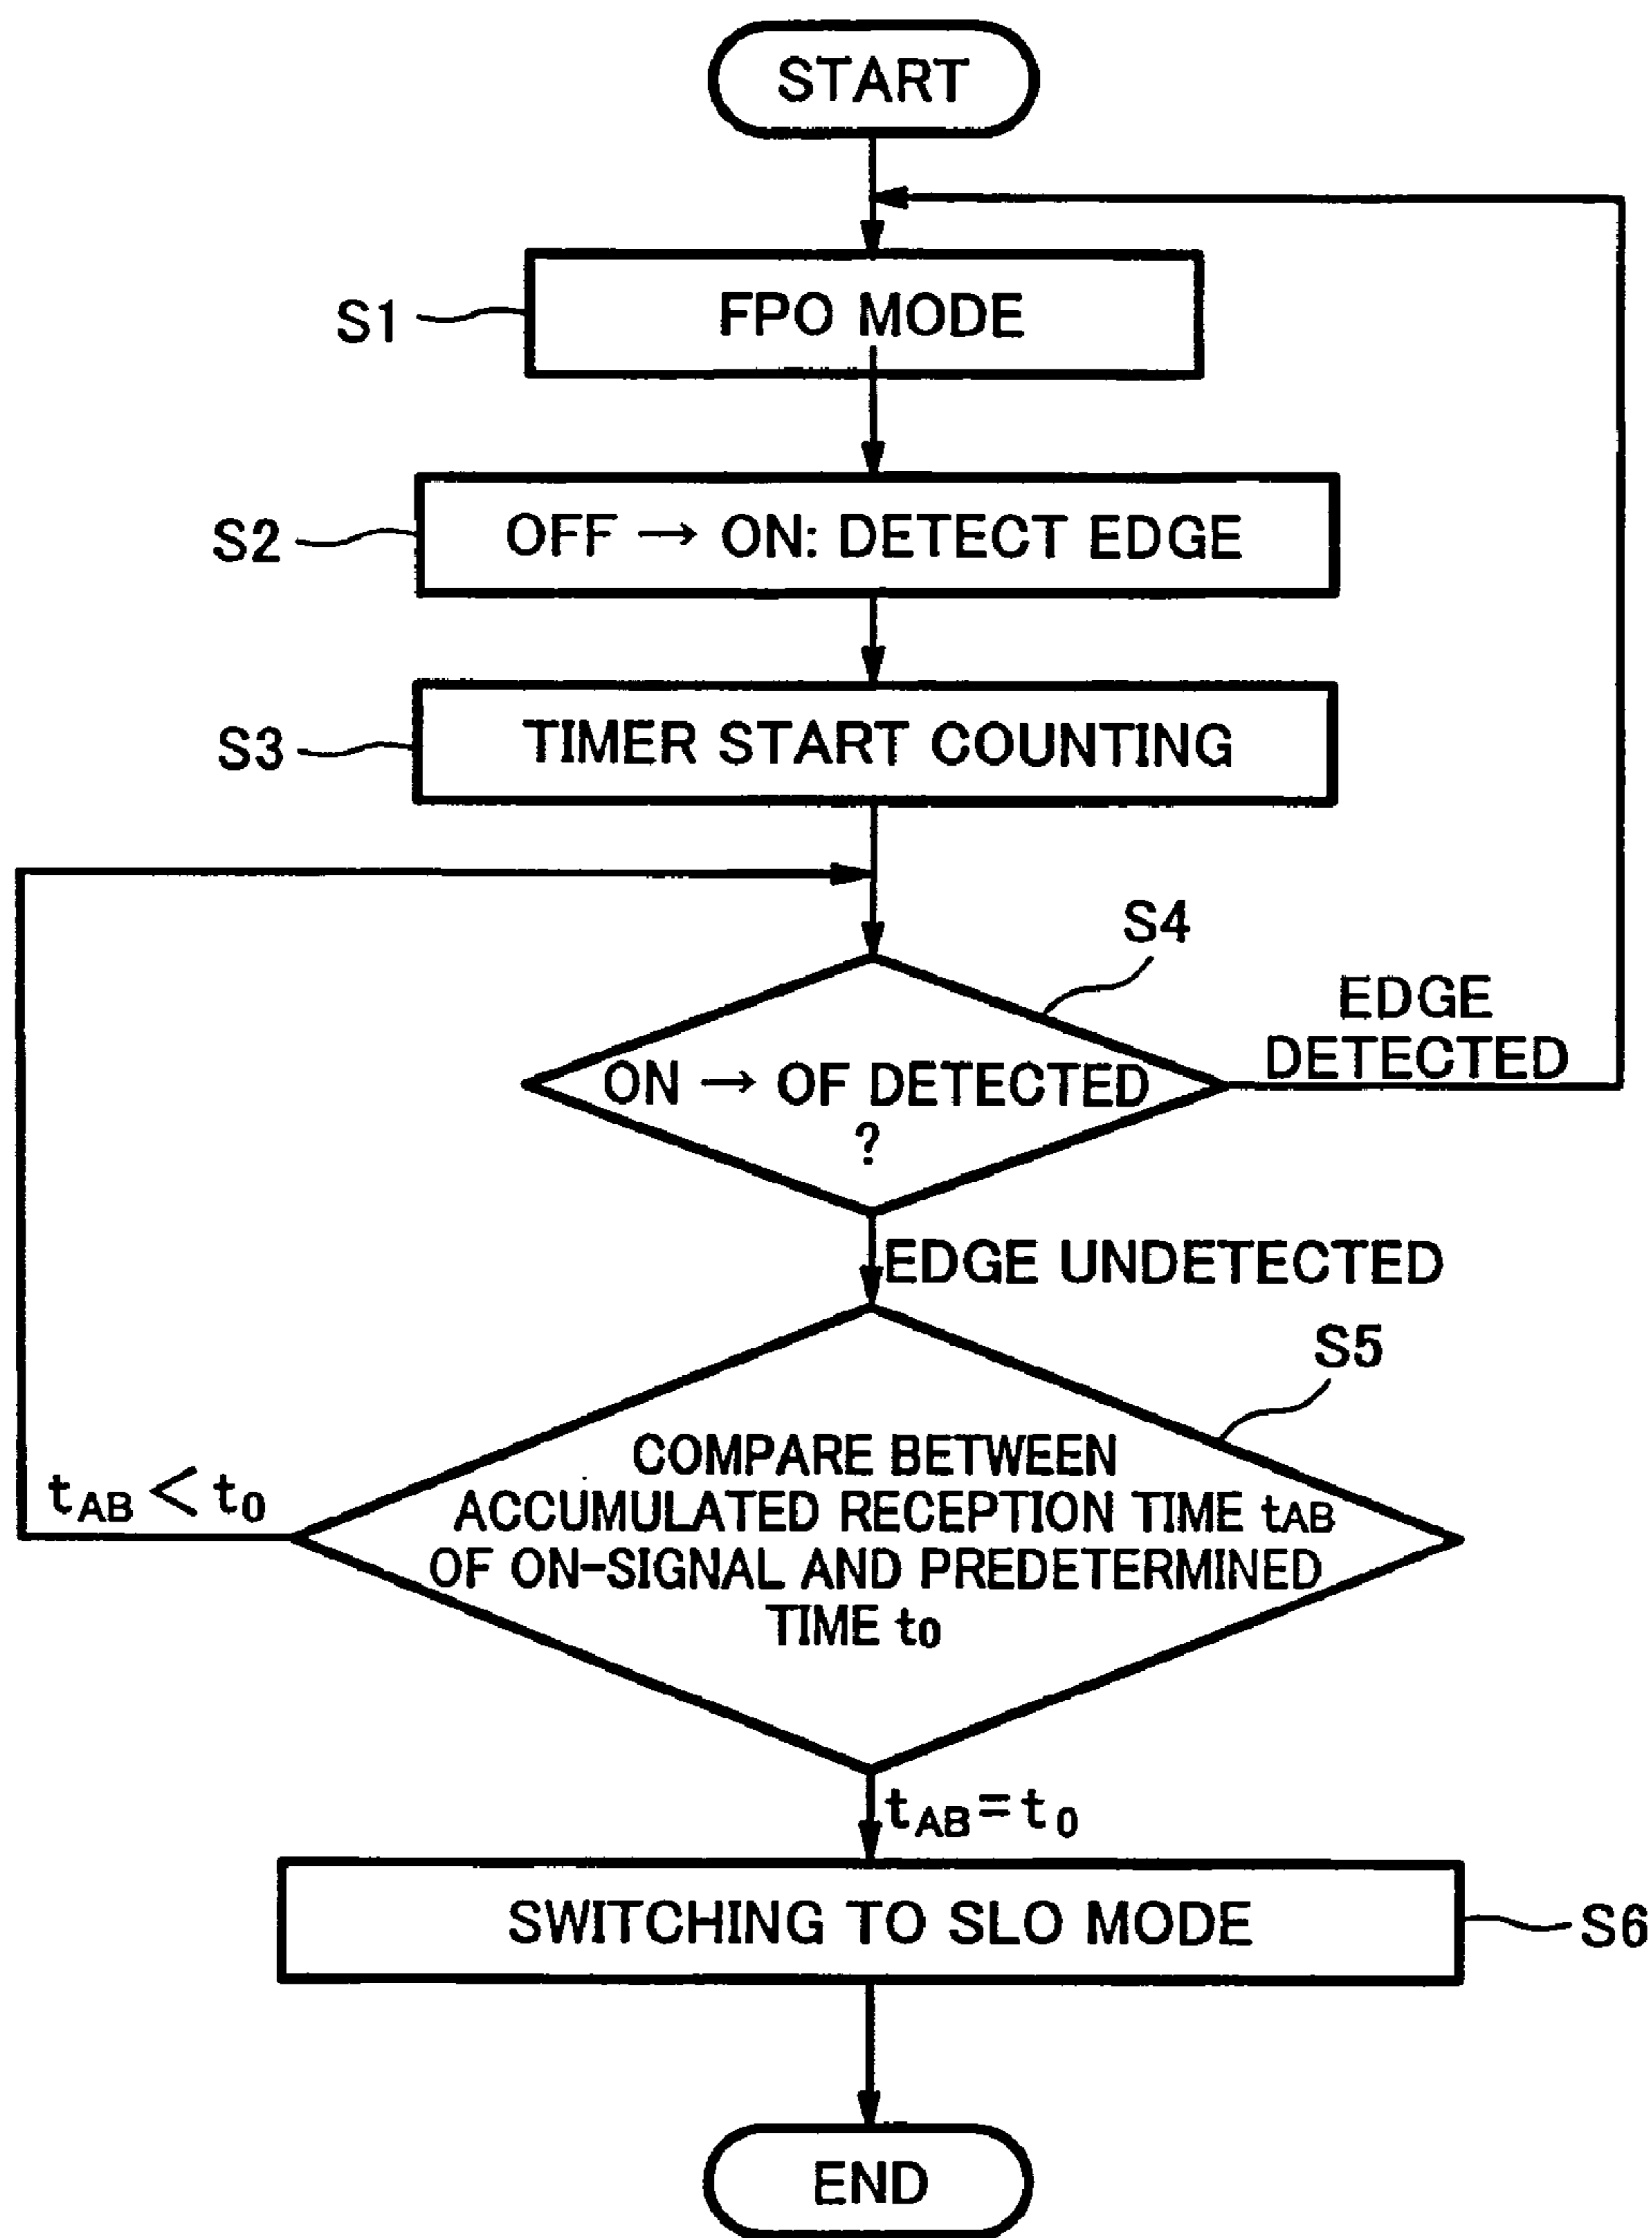 START
S1
FPO MODE
S2
OFF → ON: DETECT EDGE
S3
TIMER START COUNTING
S4
ON → OF DETECTED
?
EDGE
DETECTED
EDGE UNDETECTED
S5
COMPARE BETWEEN
ACCUMULATED RECEPTION TIME tAB
OF ON-SIGNAL AND PREDETERMINED
TIME t0
tAB < t0
tAB = t0
SWITCHING TO SLO MODE
S6
END